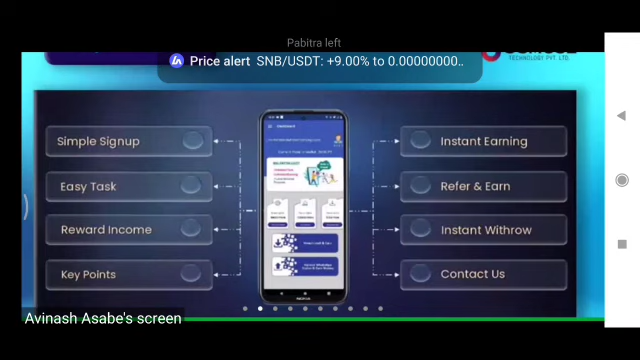 Pabitra left
Price alert SNB/USDT: +9.00% to 0.00000000..
TECHNOLOGY PVT. LTD.
Simple Signup
Easy Task
Reward Income
Key Points
Instant Earning
Refer & Earn
Instant Withrow
Contact Us
NOKIA
Avinash Asabe's screen